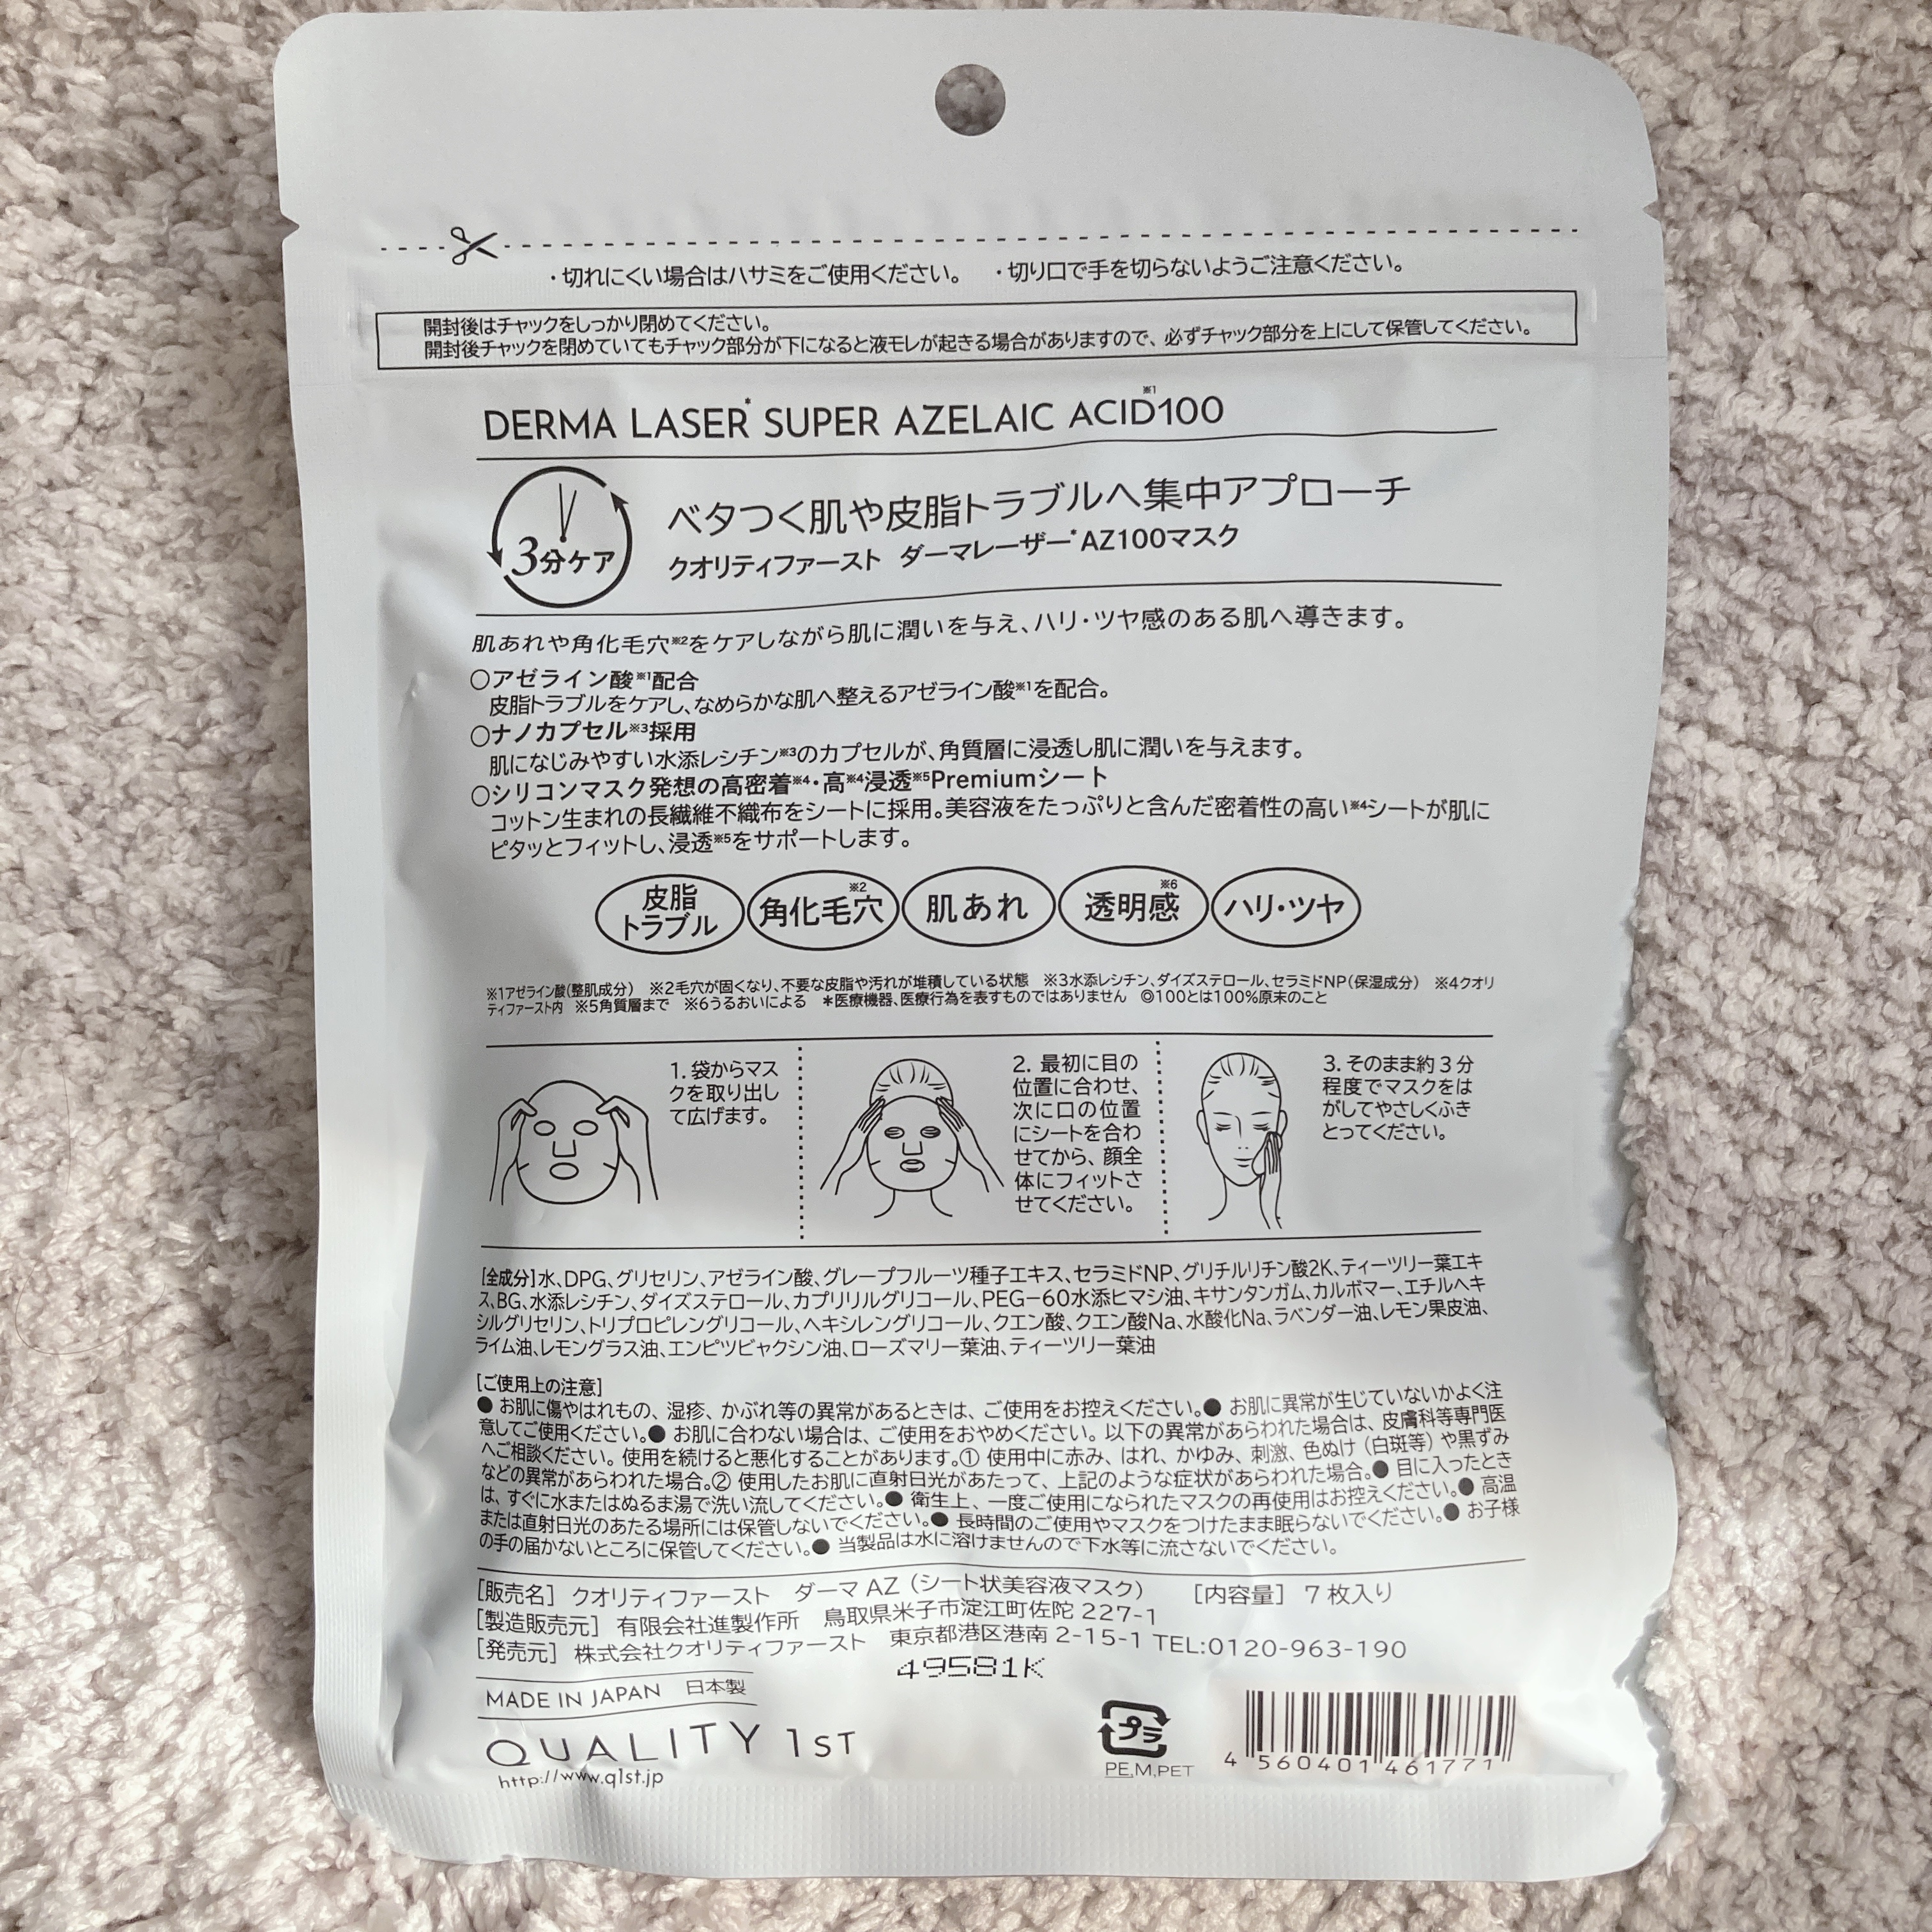 ・切れにくい場合はハサミをご使用ください。 ・切り口で手を切らないようご注意ください。
開封後はチャックをしっかり閉めてください。
開封後チャックを閉めていてもチャック部分が下になると液モレが起きる場合がありますので、必ずチャック部分を上にして保管してください。
DERMA LASER* SUPER AZELAIC ACID※1100
3分ケア
ベタつく肌や皮脂トラブルへ集中アプローチ
クオリティファースト ダーマレーザー*AZ100マスク
肌あれや角化毛穴※2をケアしながら肌に潤いを与え、ハリ・ツヤ感のある肌へ導きます。
○アゼライン酸※1配合
皮脂トラブルをケアし、なめらかな肌へ整えるアゼライン酸※1を配合。
○ナノカプセル※3採用
肌になじみやすい水添レシチン※3のカプセルが、角質層に浸透し肌に潤いを与えます。
○シリコンマスク発想の高密着※4・高※4浸透※5Premiumシート
コットン生まれの長繊維不織布をシートに採用。美容液をたっぷりと含んだ密着性の高い※4シートが肌に
ピタッとフィットし、浸透※5をサポートします。
皮脂
トラブル
角化毛穴※2
肌あれ
透明感※6
ハリ・ツヤ
※1アゼライン酸(整肌成分) ※2毛穴が固くなり、不要な皮脂や汚れが堆積している状態 ※3水添レシチン、ダイズステロール、セラミドNP(保湿成分) ※4クオリ
ティファースト内 ※5角質層まで ※6うるおいによる ＊医療機器、医療行為を表すものではありません ◎100とは100%原末のこと
1. 袋からマス
クを取り出し
て広げます。
2. 最初に目の
位置に合わせ、
次に口の位置
にシートを合わ
せてから、顔全
体にフィットさ
せてください。
3. そのまま約3分
程度でマスクをは
がしてやさしくふき
とってください。
[全成分]水、DPG、グリセリン、アゼライン酸、グレープフルーツ種子エキス、セラミドNP、グリチルリチン酸2K、ティーツリー葉エキ
ス、BG、水添レシチン、ダイズステロール、カプリリルグリコール、PEG-60水添ヒマシ油、キサンタンガム、カルボマー、エチルヘキ
シルグリセリン、トリプロピレングリコール、ヘキシレングリコール、クエン酸、クエン酸Na、水酸化Na、ラベンダー油、レモン果皮油、
ライム油、レモングラス油、エンピツビャクシン油、ローズマリー葉油、ティーツリー葉油
[ご使用上の注意]
● お肌に傷やはれもの、湿疹、かぶれ等の異常があるときは、ご使用をお控えください。● お肌に異常が生じていないかよく注
意してご使用ください。● お肌に合わない場合は、ご使用をおやめください。以下の異常があらわれた場合は、皮膚科等専門医
へご相談ください。使用を続けると悪化することがあります。① 使用中に赤み、はれ、かゆみ、刺激、色ぬけ（白斑等）や黒ずみ
などの異常があらわれた場合。② 使用したお肌に直射日光があたって、上記のような症状があらわれた場合。● 目に入ったとき
は、すぐに水またはぬるま湯で洗い流してください。● 衛生上、一度ご使用になられたマスクの再使用はお控えください。● 高温
または直射日光のあたる場所には保管しないでください。● 長時間のご使用やマスクをつけたまま眠らないでください。● お子様
の手の届かないところに保管してください。● 当製品は水に溶けませんので下水等に流さないでください。
[販売名] クオリティファースト ダーマ AZ（シート状美容液マスク） [内容量] 7 枚入り
[製造販売元] 有限会社進製作所 鳥取県米子市淀江町佐陀 227-1
[発売元] 株式会社クオリティファースト 東京都港区港南 2-15-1 TEL:0120-963-190
49581K
MADE IN JAPAN 日本製
QUALITY 1ST
http://www.q1st.jp
プラ
PE,M,PET
4 560401 461771